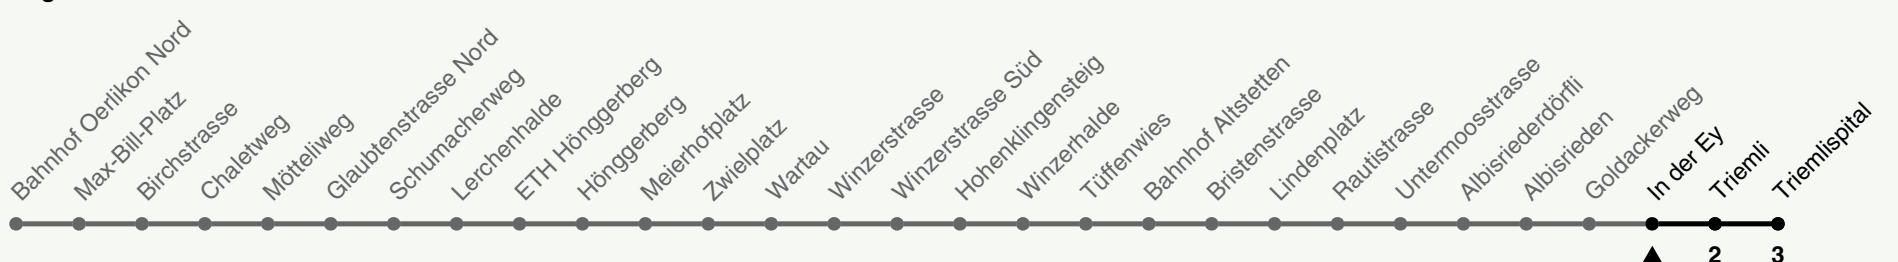 Bahnhof Oerlikon Nord
Max-Bill-Platz
Birchstrasse
Chaletweg
Mötteliweg
Glaubtenstrasse Nord
Schumacherweg
Lerchenhalde
ETH Hönggerberg
Hönggerberg
Meierhofplatz
Zwielplatz
Wartau
Winzerstrasse
Winzerstrasse Süd
Hohenklingensteig
Winzerhalde
Tüffenwies
Bahnhof Altstetten
Bristenstrasse
Lindenplatz
Rautistrasse
Untermoosstrasse
Albisriederdörfli
Albisrieden
Goldackerweg
In der Ey
Triemli
Triemlispital
2
3